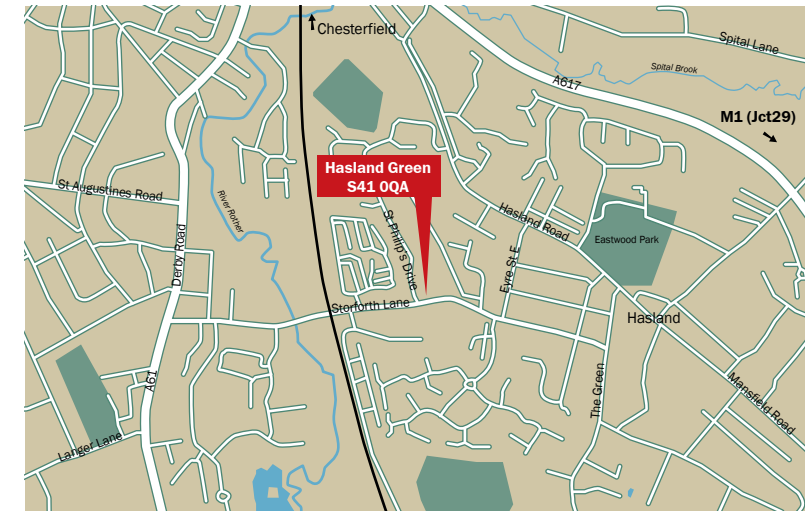 Chesterfield
Spital Lane
Spital Brook
A617
M1 (Jct29)
Hasland Green
S41 0QA
St Augustines Road
River Rother
Derby Road
St Philip's Drive
Hasland Road
Eastwood Park
Eyre St E
Storforth Lane
Hasland
A61
The Green
Mansfield Road
Langer Lane